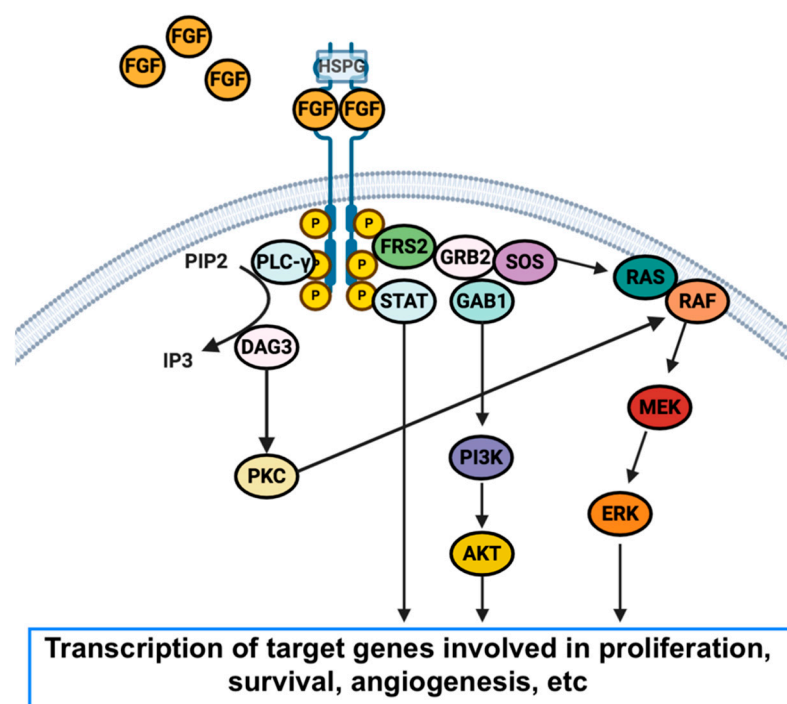 FGF
FGF
FGF
HSPG
FGF FGF
P P
FRS2 GRB2 SOS
PIP2 PLC-γ P P
RAS
P P STAT GAB1 RAF
DAG3
IP3
MEK
PI3K
PKC
ERK
AKT
Transcription of target genes involved in proliferation,
survival, angiogenesis, etc